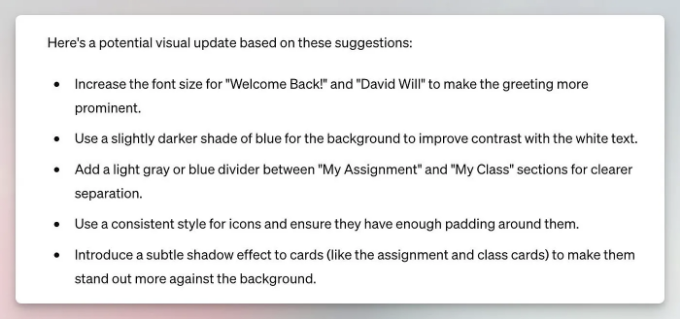 Here's a potential visual update based on these suggestions:
• Increase the font size for "Welcome Back!" and "David Will" to make the greeting more
prominent.
• Use a slightly darker shade of blue for the background to improve contrast with the white text.
• Add a light gray or blue divider between "My Assignment" and "My Class" sections for clearer
separation.
• Use a consistent style for icons and ensure they have enough padding around them.
• Introduce a subtle shadow effect to cards (like the assignment and class cards) to make them
stand out more against the background.